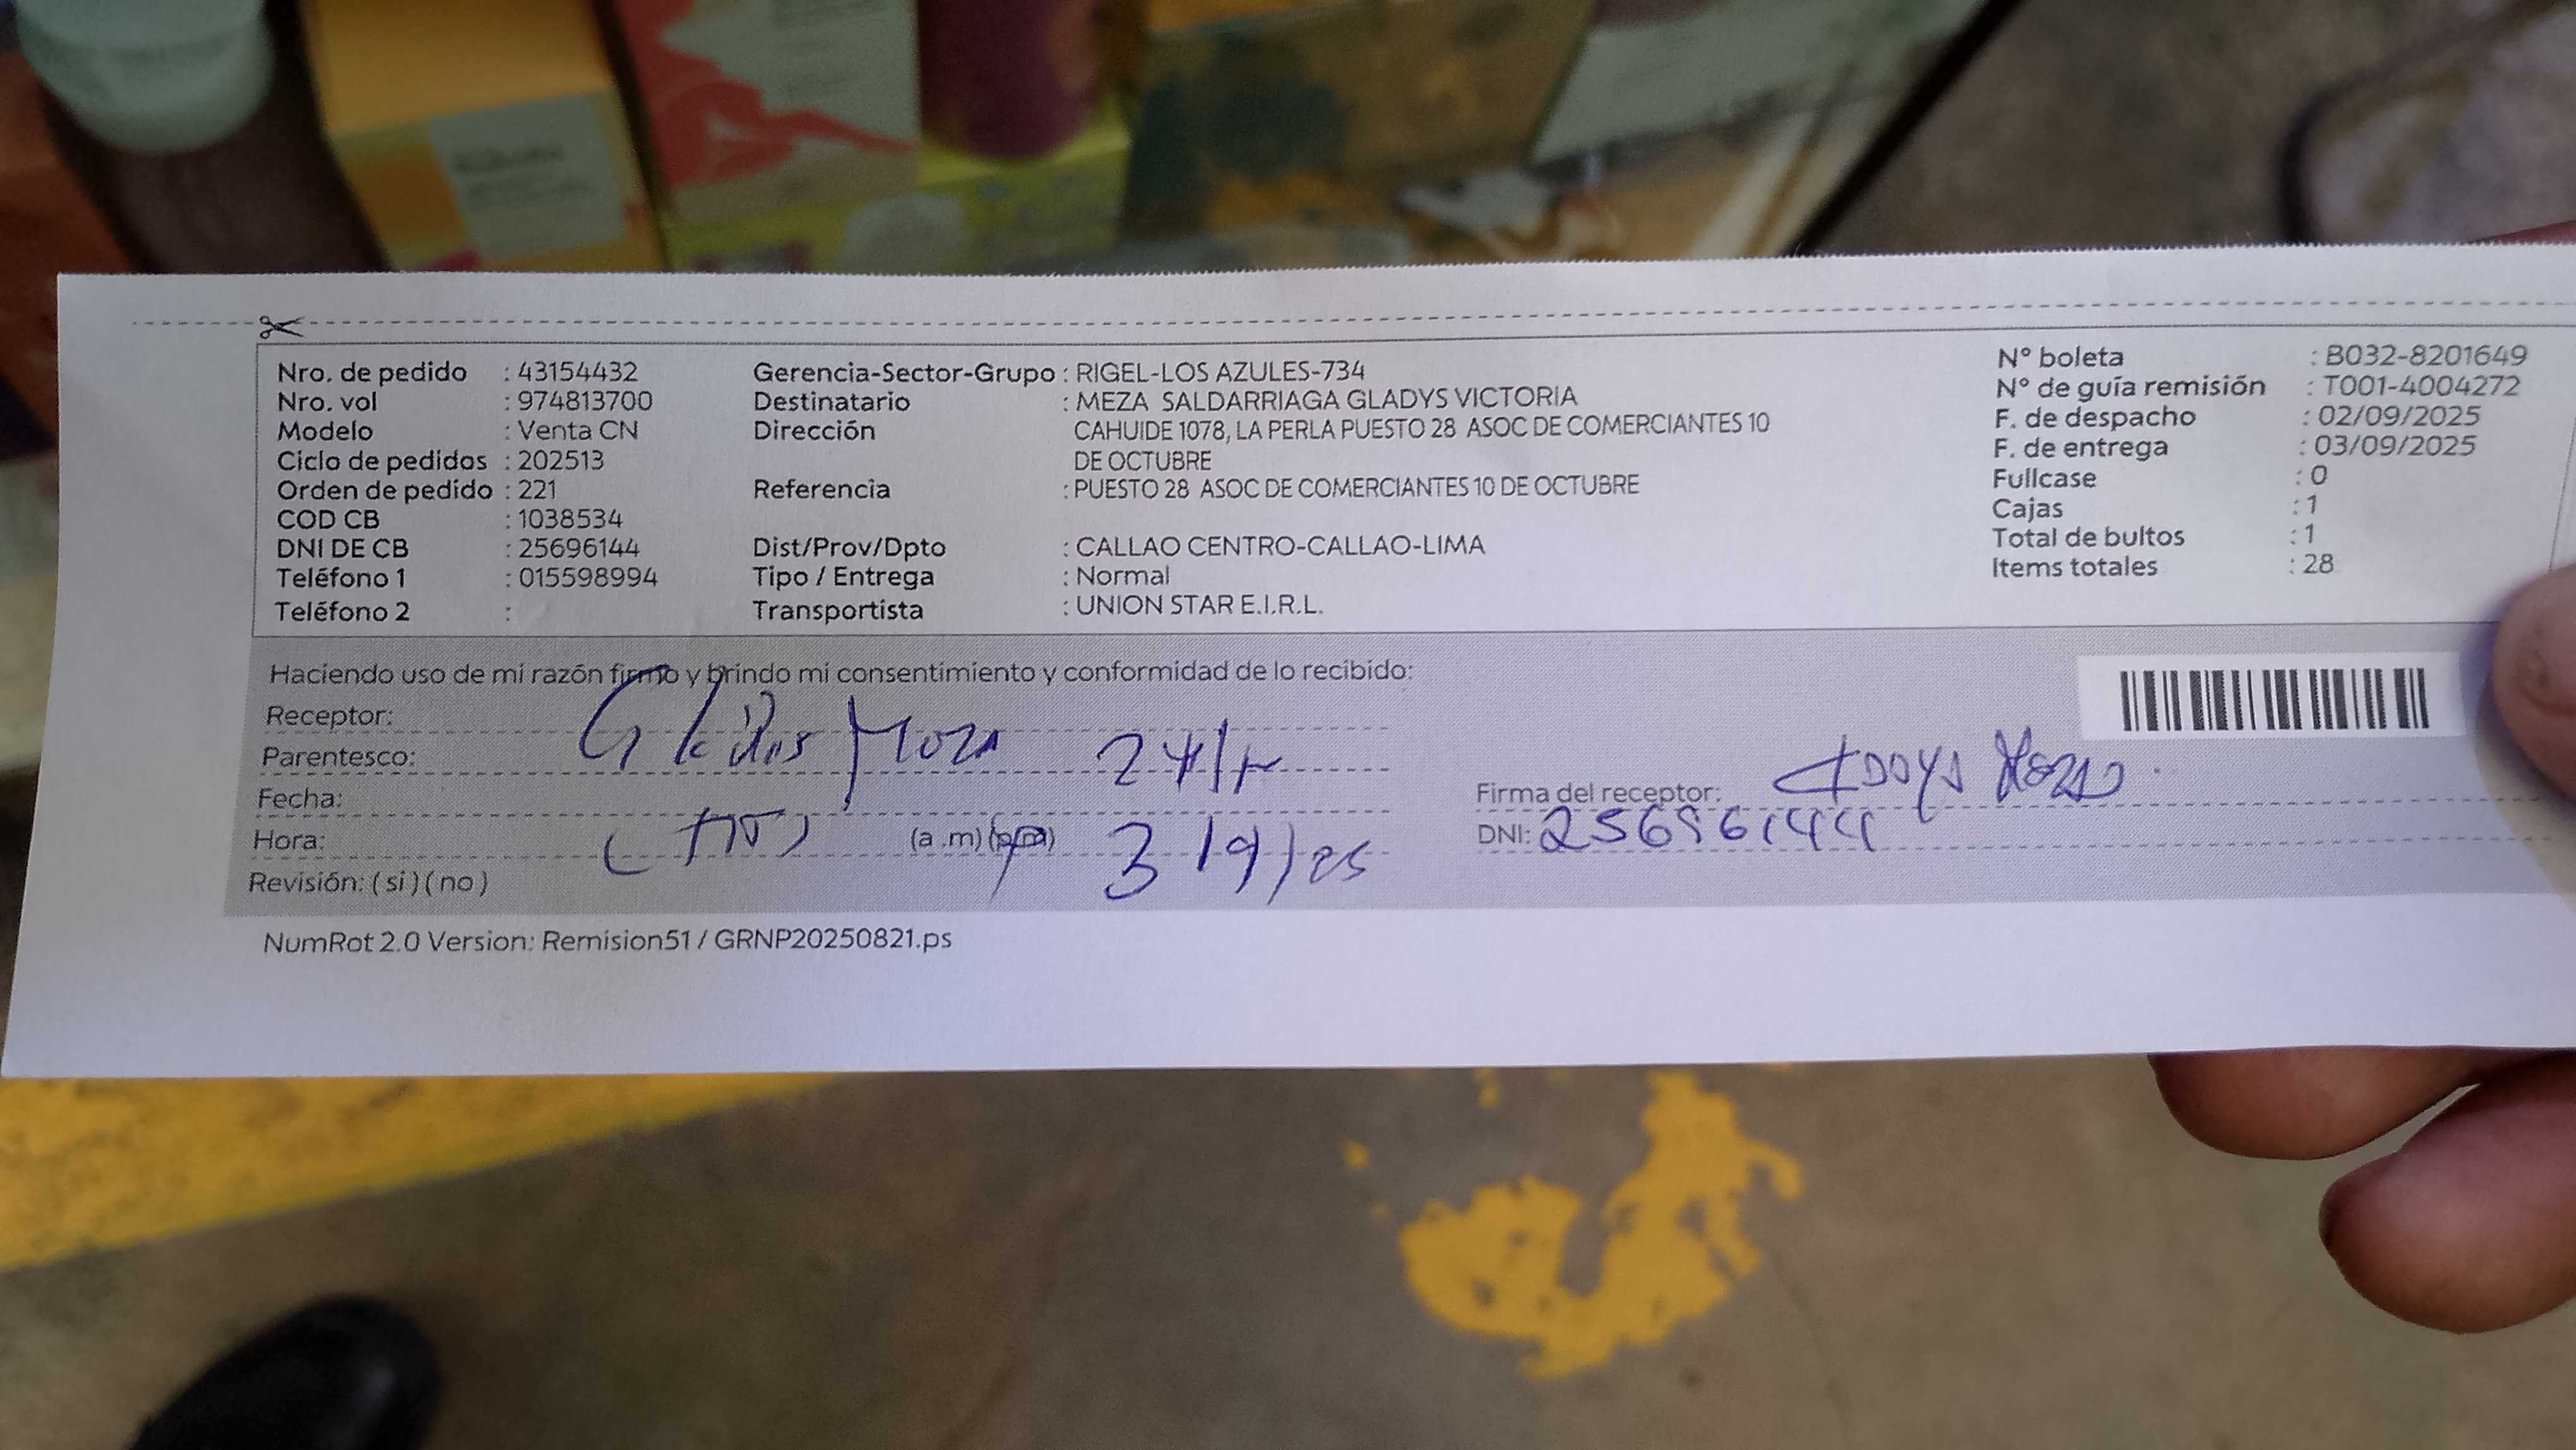 Nro. de pedido : 43154432
Nro. vol : 974813700
Modelo : Venta CN
Ciclo de pedidos : 202513
Orden de pedido : 221
COD CB : 1038534
DNI DE CB : 25696144
Teléfono 1 : 015598994
Teléfono 2 :
Gerencia-Sector-Grupo : RIGEL-LOS AZULES-734
Destinatario : MEZA SALDARRIAGA GLADYS VICTORIA
Dirección CAHUIDE 1078, LA PERLA PUESTO 28 ASOC DE COMERCIANTES 10
DE OCTUBRE
Referencia : PUESTO 28 ASOC DE COMERCIANTES 10 DE OCTUBRE
Dist/Prov/Dpto : CALLAO CENTRO-CALLAO-LIMA
Tipo / Entrega : Normal
Transportista : UNION STAR E.I.R.L.
N° boleta : B032-8201649
N° de guía remisión : T001-4004272
F. de despacho : 02/09/2025
F. de entrega : 03/09/2025
Fullcase : 0
Cajas : 1
Total de bultos : 1
Items totales : 28
Haciendo uso de mi razón firmo y brindo mi consentimiento y conformidad de lo recibido:
Receptor:
Parentesco:
Fecha:
Hora: (a .m) (p.m) 3/9/25
Revisión: ( si ) ( no )
Firma del receptor:
DNI: 25696144
NumRot 2.0 Version: Remision51 / GRNP20250821.ps